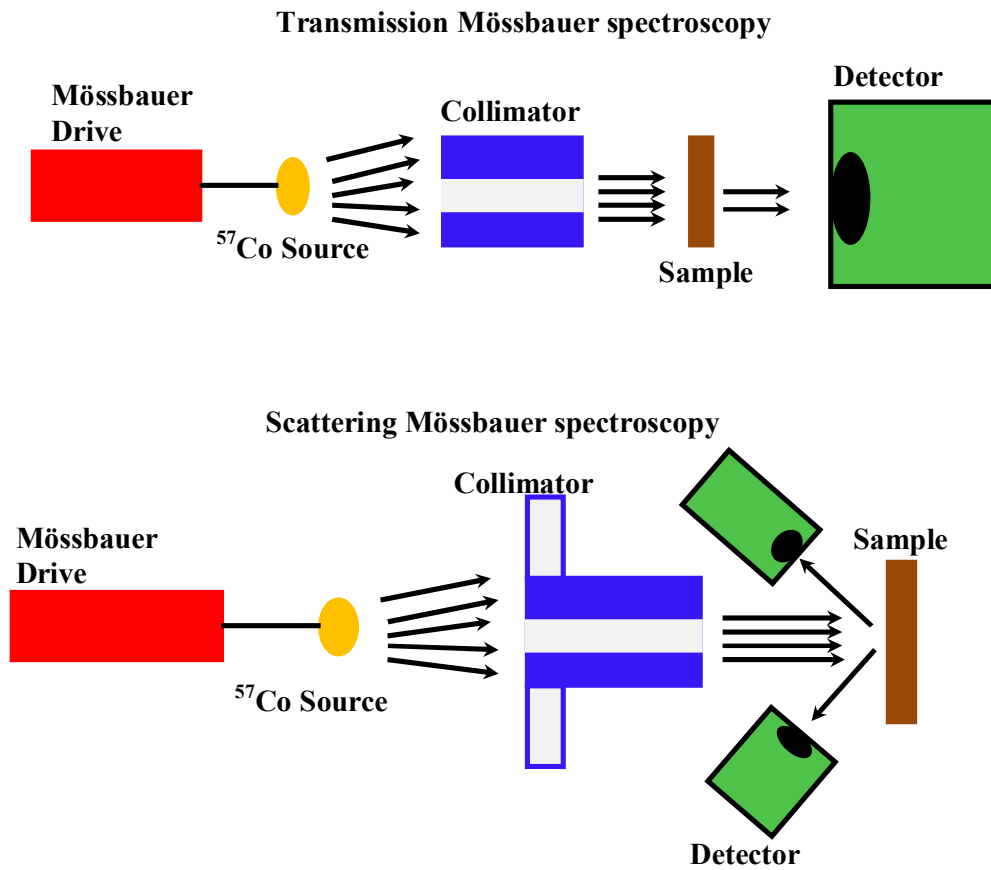 Transmission Mössbauer spectroscopy
Mössbauer
Drive
Collimator
Detector
⁵⁷Co Source
Sample
Scattering Mössbauer spectroscopy
Collimator
Mössbauer
Drive
Sample
⁵⁷Co Source
Detector